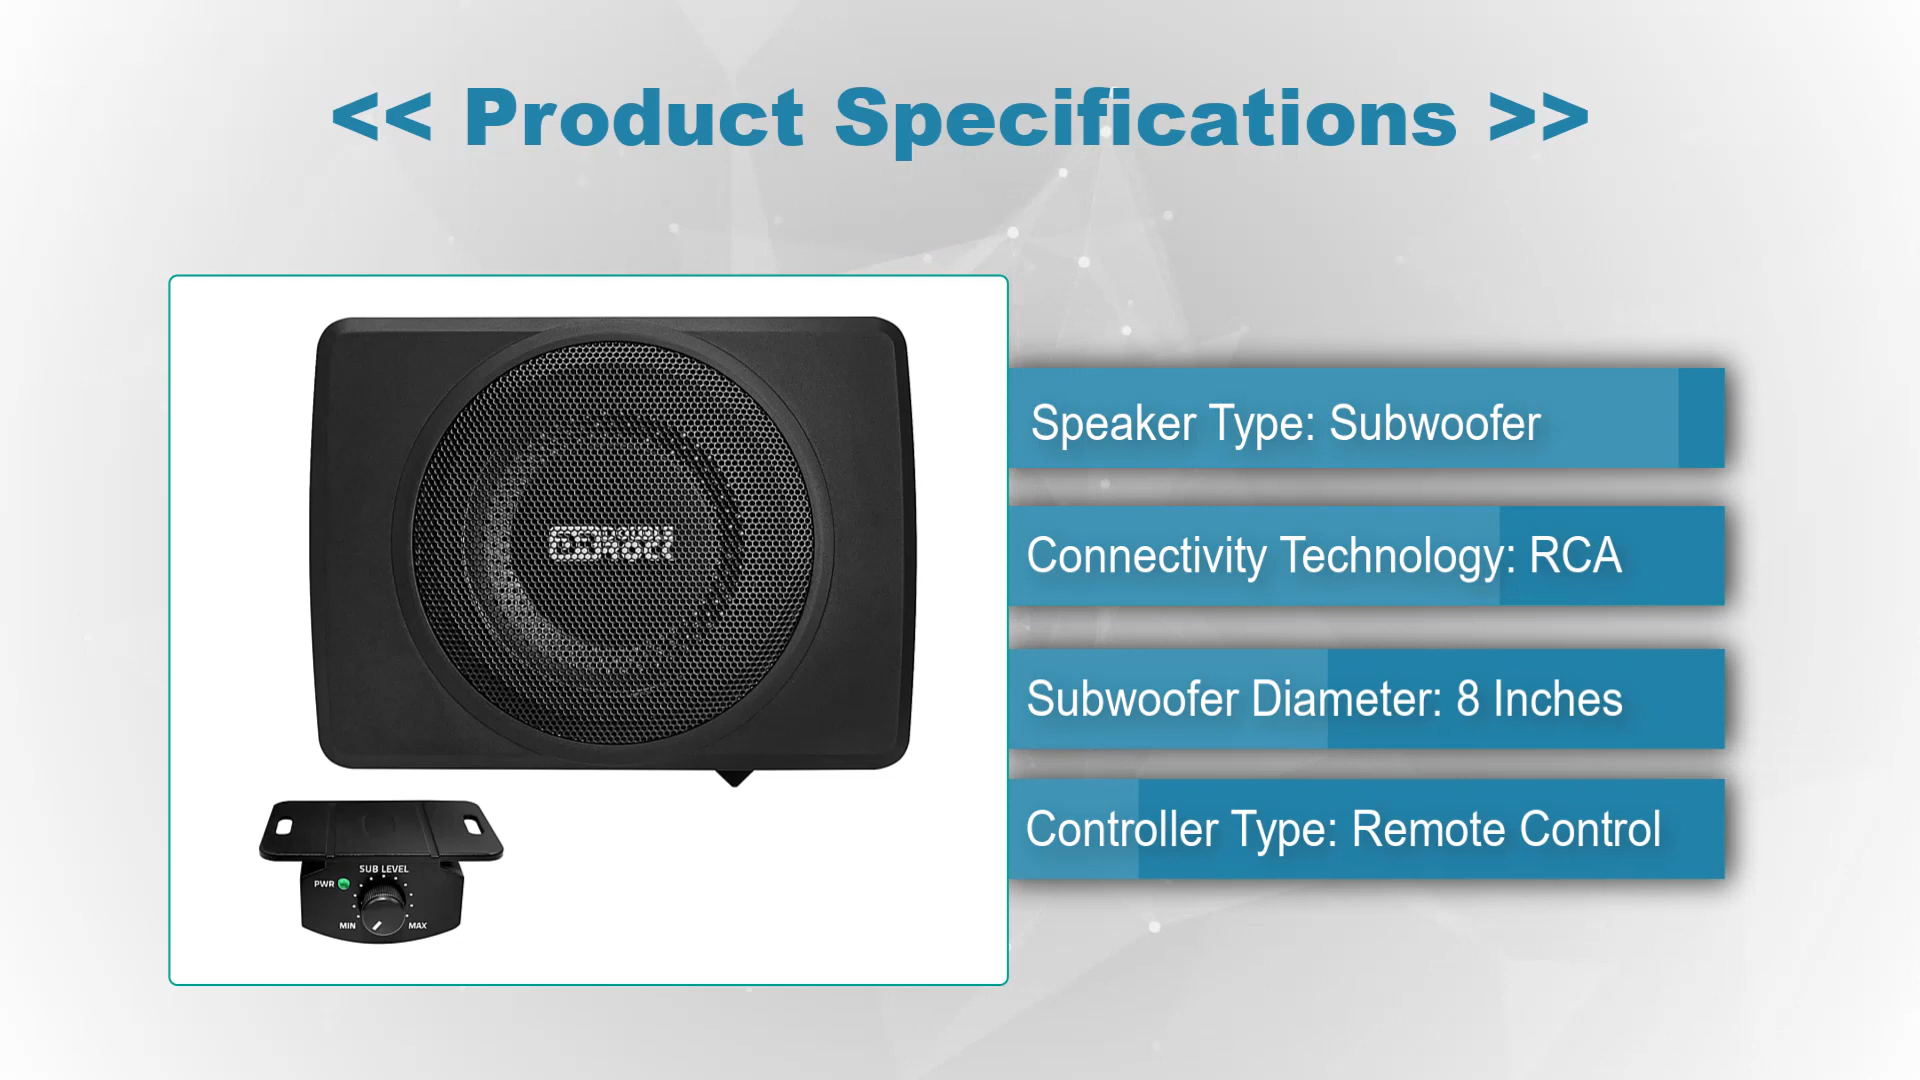 << Product Specifications >>
Speaker Type: Subwoofer
Connectivity Technology: RCA
Subwoofer Diameter: 8 Inches
Controller Type: Remote Control
SUB LEVEL
PWR
MIN MAX